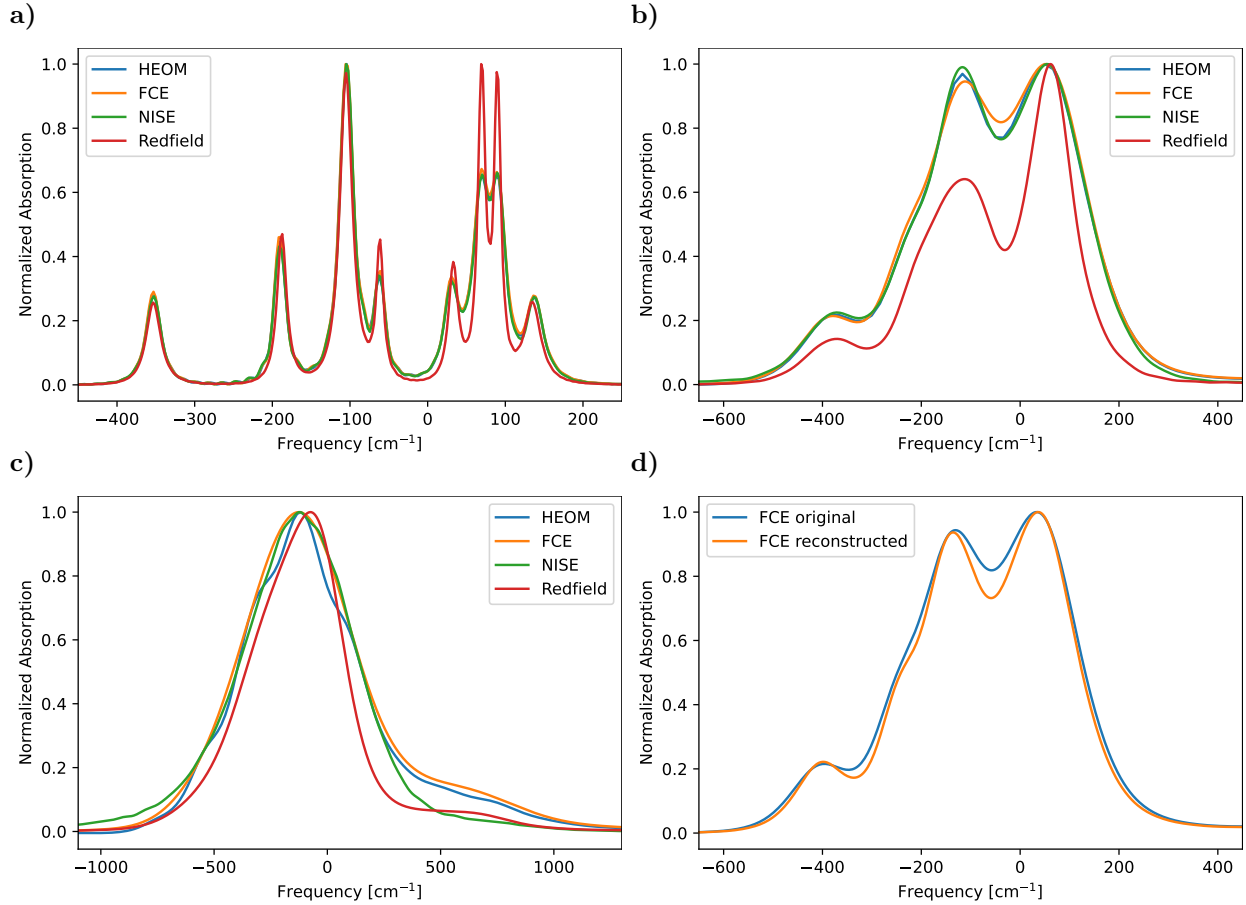 a)
1.0
0.8
0.6
0.4
0.2
0.0
Normalized Absorption
HEOM
FCE
NISE
Redfield
−400 −300 −200 −100 0 100 200
Frequency [cm⁻¹]
b)
1.0
0.8
0.6
0.4
0.2
0.0
Normalized Absorption
HEOM
FCE
NISE
Redfield
−600 −400 −200 0 200 400
Frequency [cm⁻¹]
c)
1.0
0.8
0.6
0.4
0.2
0.0
Normalized Absorption
HEOM
FCE
NISE
Redfield
−1000 −500 0 500 1000
Frequency [cm⁻¹]
d)
1.0
0.8
0.6
0.4
0.2
0.0
Normalized Absorption
FCE original
FCE reconstructed
−600 −400 −200 0 200 400
Frequency [cm⁻¹]